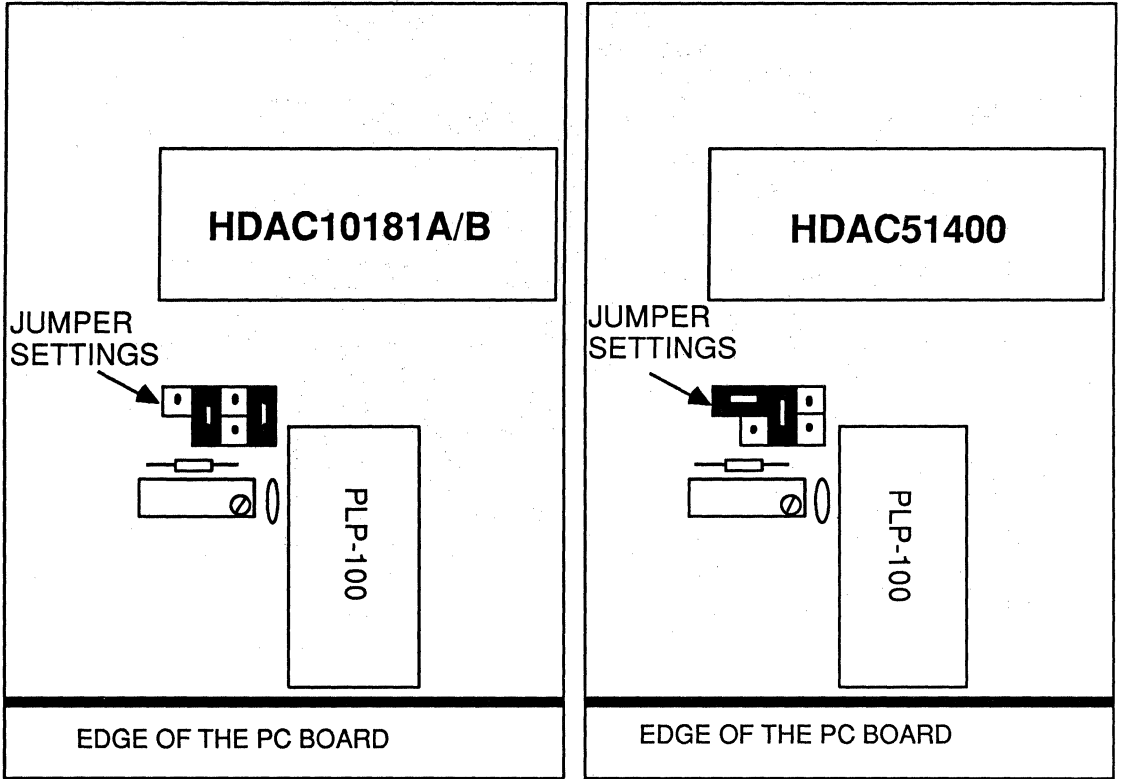 HDAC10181A/B
JUMPER
SETTINGS
PLP-100
EDGE OF THE PC BOARD
HDAC51400
JUMPER
SETTINGS
PLP-100
EDGE OF THE PC BOARD